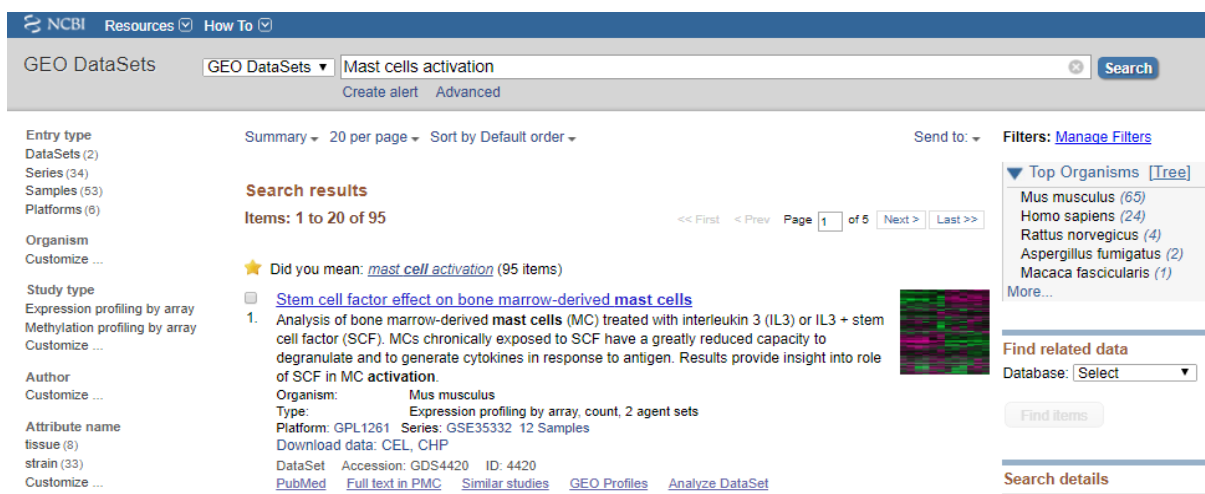 NCBI Resources How To
GEO DataSets GEO DataSets Mast cells activation Search
Create alert Advanced
Entry type
DataSets (2)
Series (34)
Samples (53)
Platforms (6)
Organism
Customize ...
Study type
Expression profiling by array
Methylation profiling by array
Customize ...
Author
Customize ...
Attribute name
tissue (8)
strain (33)
Customize ...
Summary 20 per page Sort by Default order Send to:
Search results
Items: 1 to 20 of 95
<< First < Prev Page 1 of 5 Next > Last >>
Did you mean: mast cell activation (95 items)
Stem cell factor effect on bone marrow-derived mast cells
1. Analysis of bone marrow-derived mast cells (MC) treated with interleukin 3 (IL3) or IL3 + stem
cell factor (SCF). MCs chronically exposed to SCF have a greatly reduced capacity to
degranulate and to generate cytokines in response to antigen. Results provide insight into role
of SCF in MC activation.
Organism: Mus musculus
Type: Expression profiling by array, count, 2 agent sets
Platform: GPL1261 Series: GSE35332 12 Samples
Download data: CEL, CHP
DataSet Accession: GDS4420 ID: 4420
PubMed Full text in PMC Similar studies GEO Profiles Analyze DataSet
Filters: Manage Filters
Top Organisms [Tree]
Mus musculus (65)
Homo sapiens (24)
Rattus norvegicus (4)
Aspergillus fumigatus (2)
Macaca fascicularis (1)
More...
Find related data
Database: Select
Find items
Search details